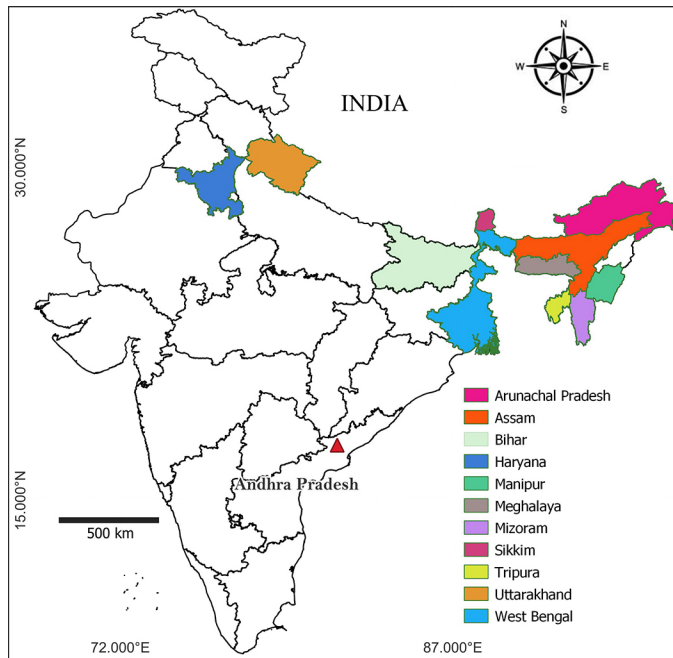 N
W E
S
INDIA
30.000°N
Andhra Pradesh
15.000°N
500 km
Arunachal Pradesh
Assam
Bihar
Haryana
Manipur
Meghalaya
Mizoram
Sikkim
Tripura
Uttarakhand
West Bengal
72.000°E
87.000°E